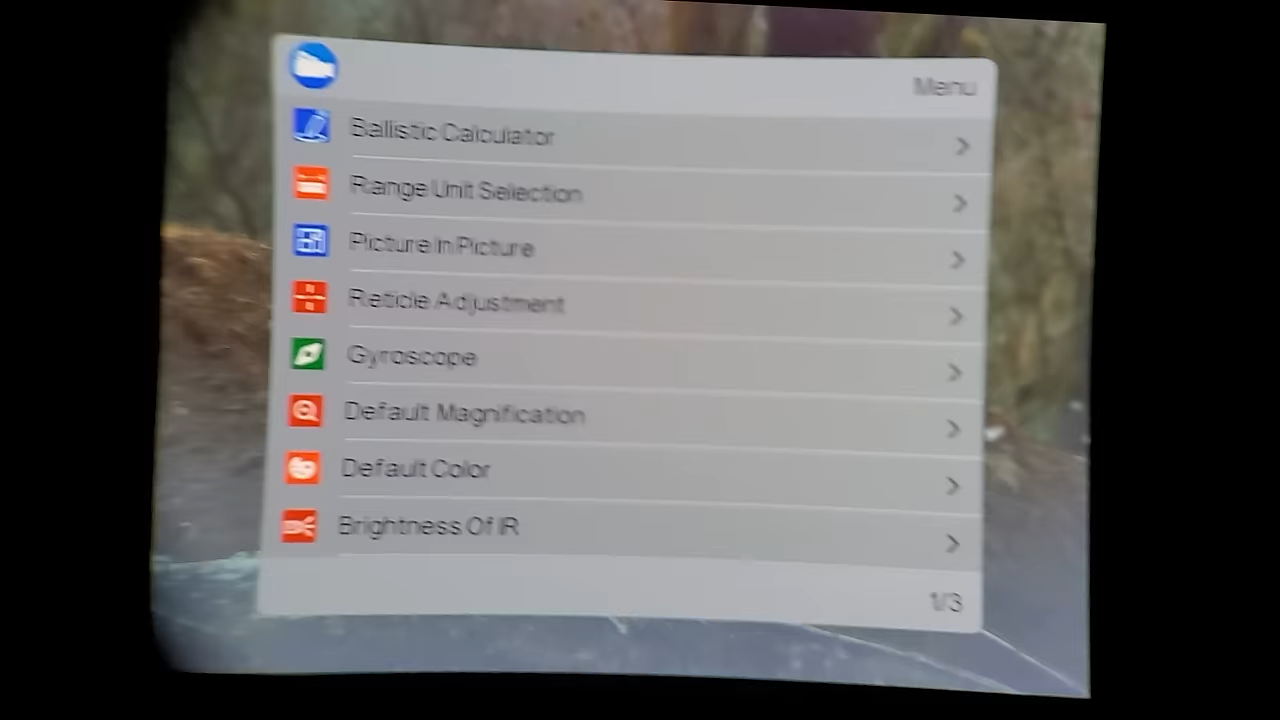 Menu
Ballistic Calculator
Range Unit Selection
Picture In Picture
Reticle Adjustment
Gyroscope
Default Magnification
Default Color
Brightness Of IR
1/3